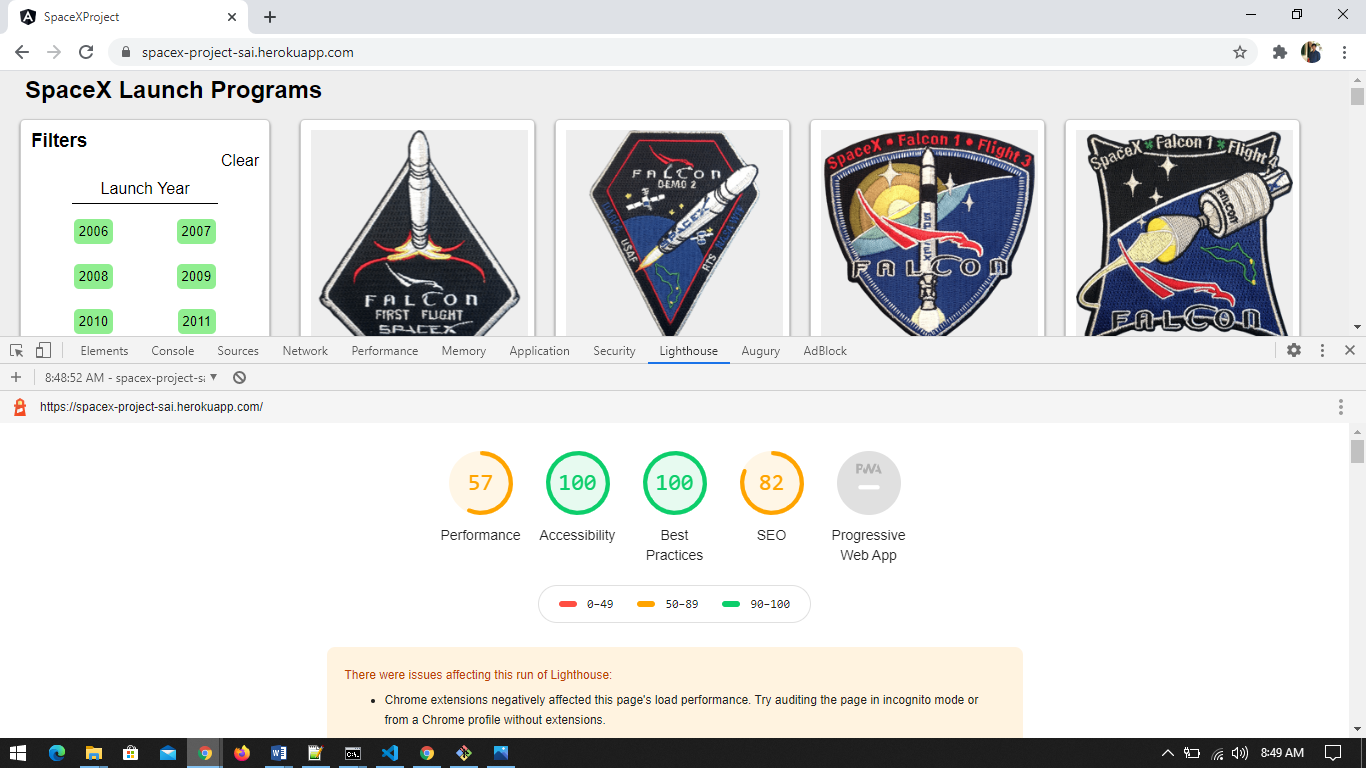 SpaceXProject
spacex-project-sai.herokuapp.com
SpaceX Launch Programs
Filters
Clear
Launch Year
2006 2007
2008 2009
2010 2011
FALCON
FIRST FLIGHT
SPACEX
FALCON
DEMO 2
SPACEX
USAF
RTS
SpaceX • Falcon 1 • Flight 3
SPACEX
FALCON
SpaceX Falcon 1 Flight 4
FALCON
FALCON
Elements Console Sources Network Performance Memory Application Security Lighthouse Augury AdBlock
8:48:52 AM - spacex-project-sa
https://spacex-project-sai.herokuapp.com/
57 100 100 82 PWA
Performance Accessibility Best Practices SEO Progressive Web App
0–49 50–89 90–100
There were issues affecting this run of Lighthouse:
• Chrome extensions negatively affected this page's load performance. Try auditing the page in incognito mode or
from a Chrome profile without extensions.
8:49 AM